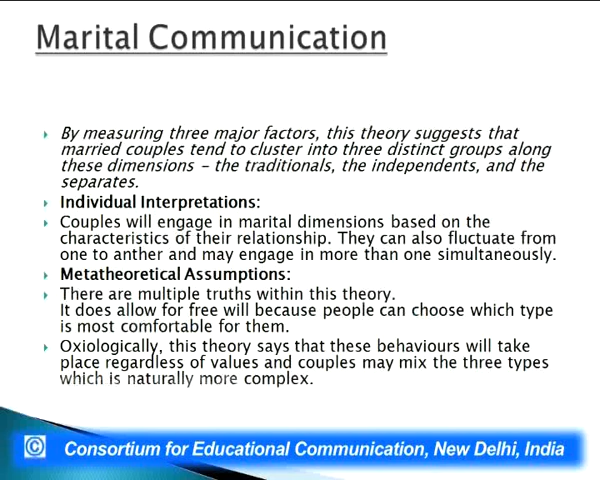 Marital Communication
By measuring three major factors, this theory suggests that
married couples tend to cluster into three distinct groups along
these dimensions – the traditionals, the independents, and the
separates.
Individual Interpretations:
Couples will engage in marital dimensions based on the
characteristics of their relationship. They can also fluctuate from
one to anther and may engage in more than one simultaneously.
Metatheoretical Assumptions:
There are multiple truths within this theory.
It does allow for free will because people can choose which type
is most comfortable for them.
Oxiologically, this theory says that these behaviours will take
place regardless of values and couples may mix the three types
which is naturally more complex.
© Consortium for Educational Communication, New Delhi, India